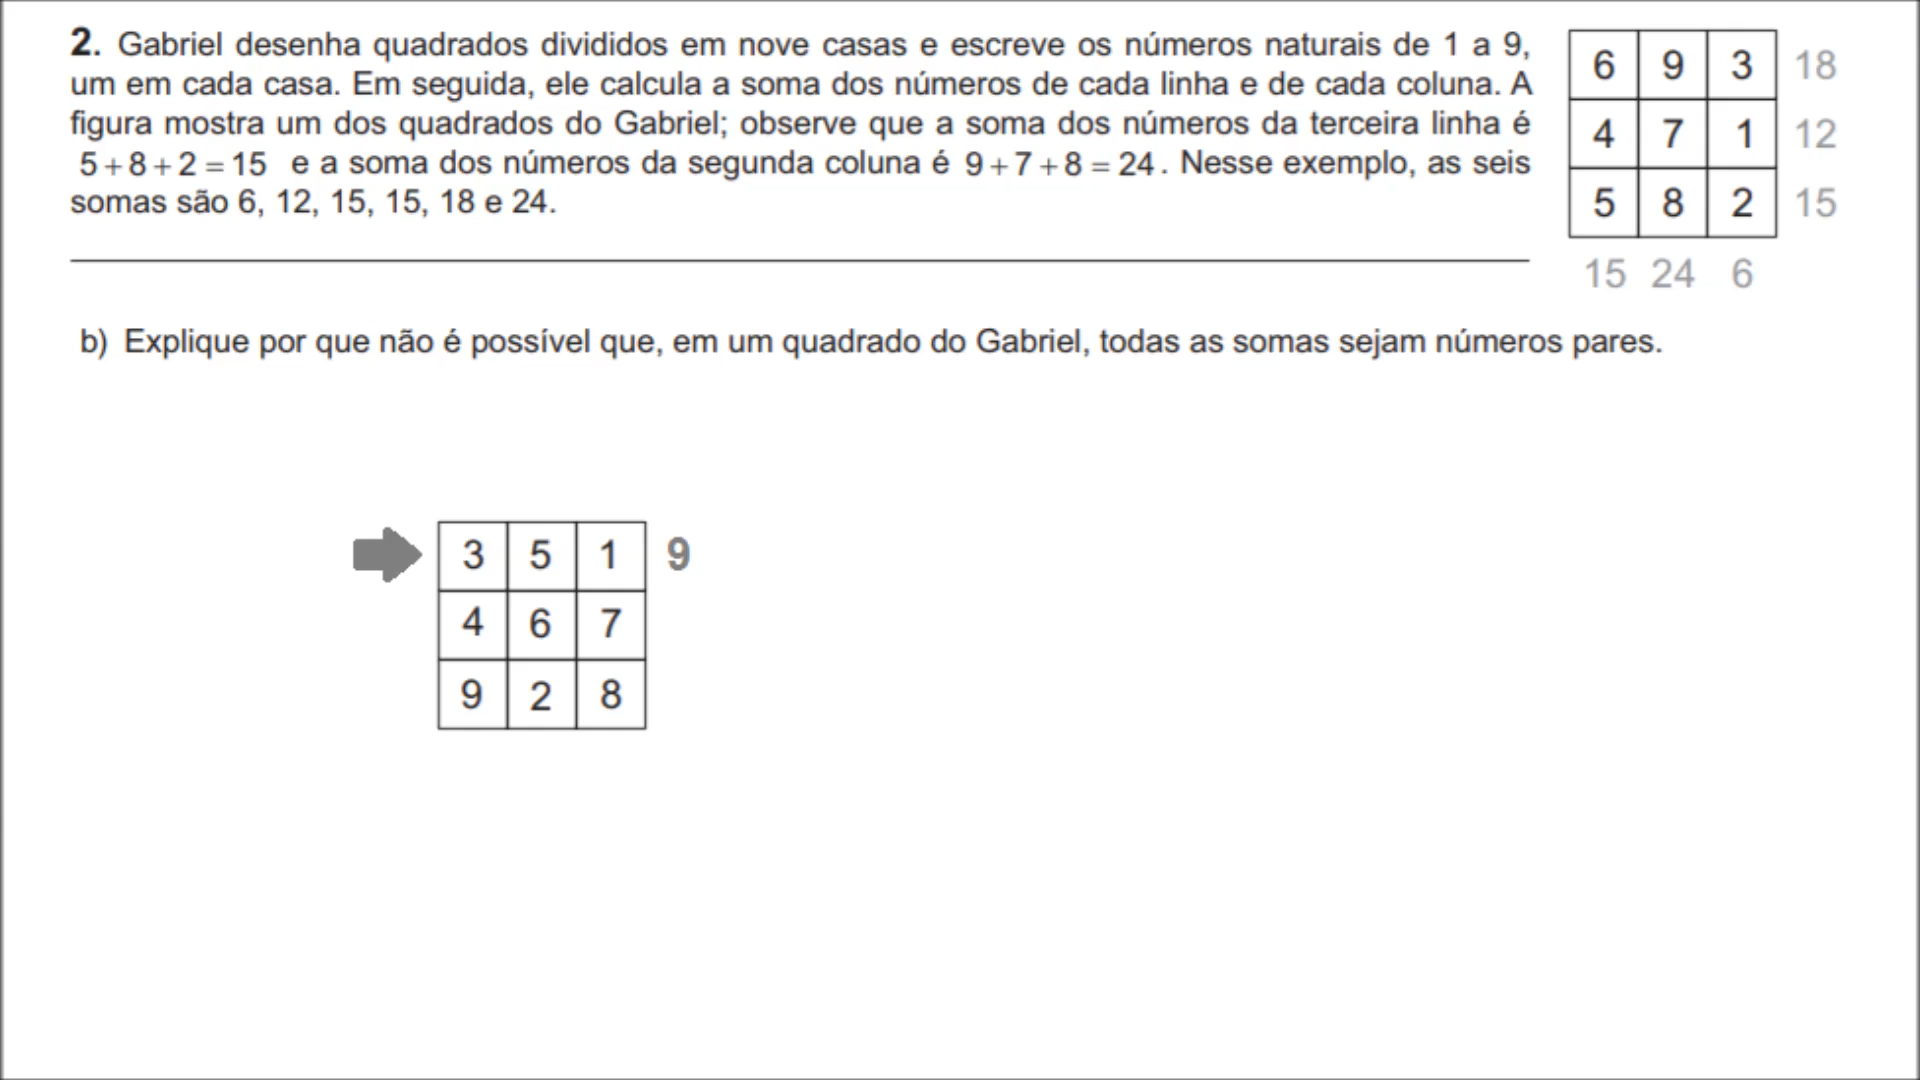 2. Gabriel desenha quadrados divididos em nove casas e escreve os números naturais de 1 a 9,
um em cada casa. Em seguida, ele calcula a soma dos números de cada linha e de cada coluna. A
figura mostra um dos quadrados do Gabriel; observe que a soma dos números da terceira linha é
5+8+2=15 e a soma dos números da segunda coluna é 9+7+8=24. Nesse exemplo, as seis
somas são 6, 12, 15, 15, 18 e 24.
6 9 3 18
4 7 1 12
5 8 2 15
15 24 6
b) Explique por que não é possível que, em um quadrado do Gabriel, todas as somas sejam números pares.
3 5 1 9
4 6 7
9 2 8